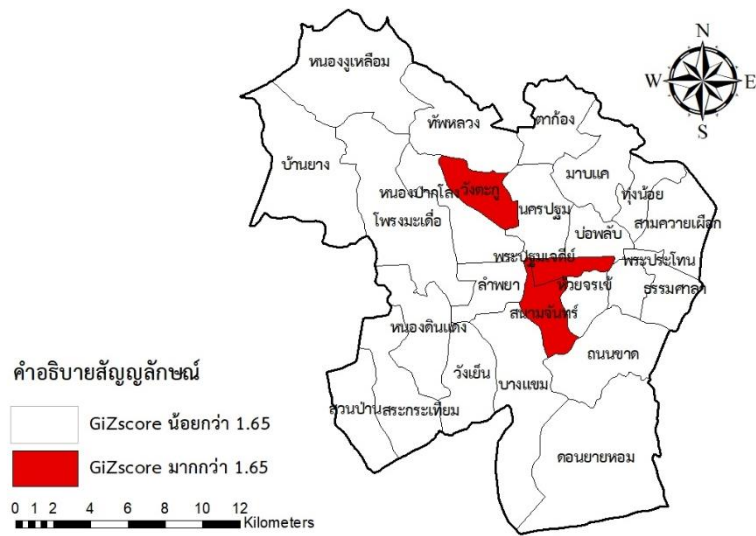 N
W E
S
หนองงูเหลือม
ทัพหลวง
ตาก้อง
บ้านยาง
มาบแค
หนองปากโลง
วังตะกู
ทุ่งน้อย
นครปฐม
สามควายเผือก
โพรงมะเดื่อ
บ่อพลับ
พระปฐมเจดีย์
พระประโทน
ลำพยา
ห้วยจรเข้
ธรรมศาลา
สนามจันทร์
หนองดินแดง
ถนนขาด
วังเย็น
บางแขม
สวนป่าน
สระกระเทียม
ดอนยายหอม
คำอธิบายสัญญลักษณ์
GiZscore น้อยกว่า 1.65
GiZscore มากกว่า 1.65
0 1 2 4 6 8 10 12
Kilometers